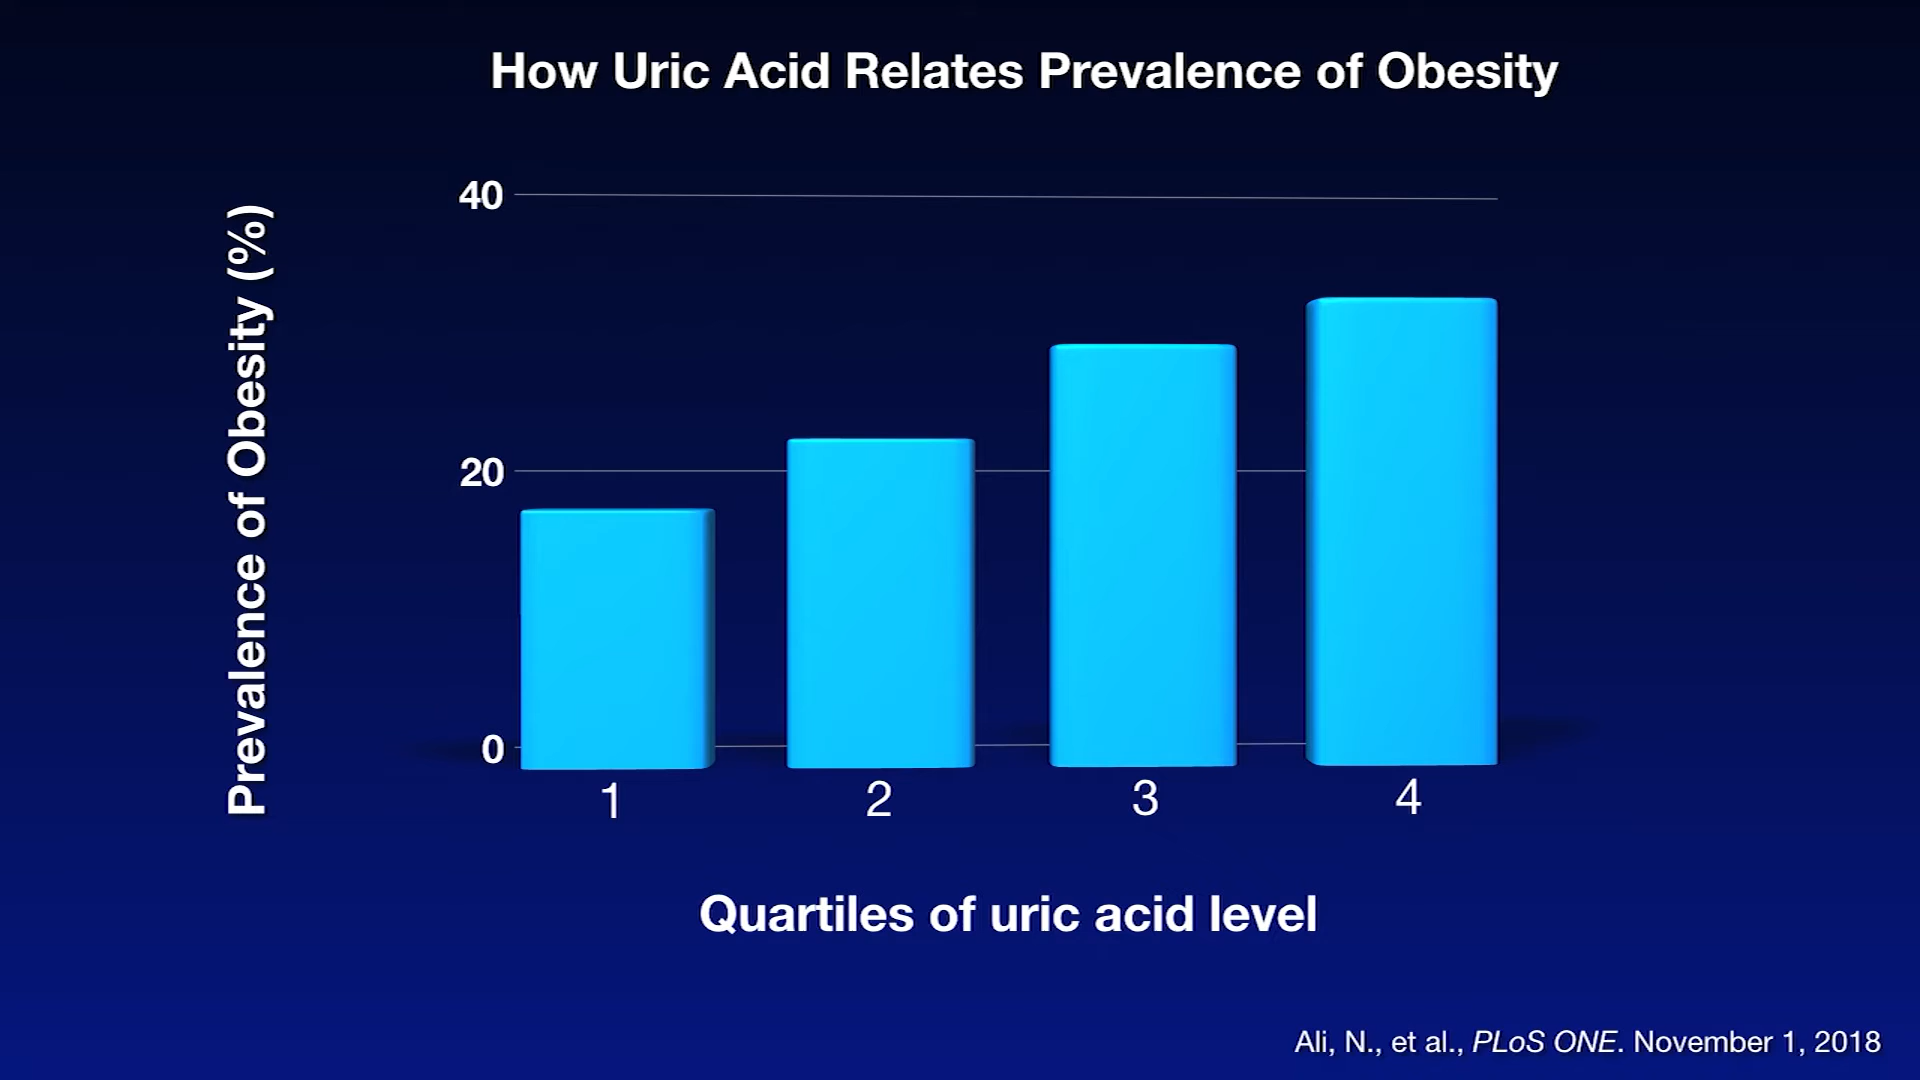 How Uric Acid Relates Prevalence of Obesity
Prevalence of Obesity (%)
40
20
0
1 2 3 4
Quartiles of uric acid level
Ali, N., et al., PLoS ONE. November 1, 2018